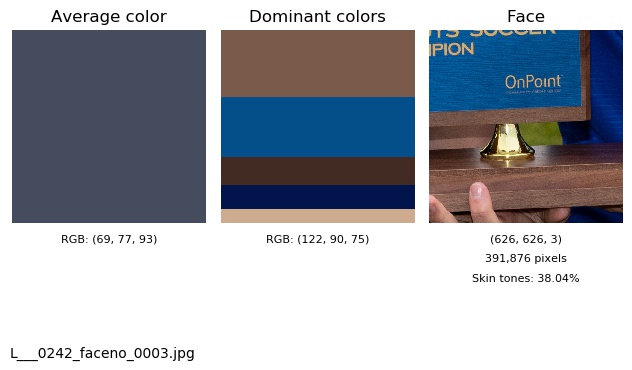 Average color
Dominant colors
Face
SOCCER
MPION
OnPoint
RGB: (69, 77, 93)
RGB: (122, 90, 75)
(626, 626, 3)
391,876 pixels
Skin tones: 38.04%
L___0242_faceno_0003.jpg